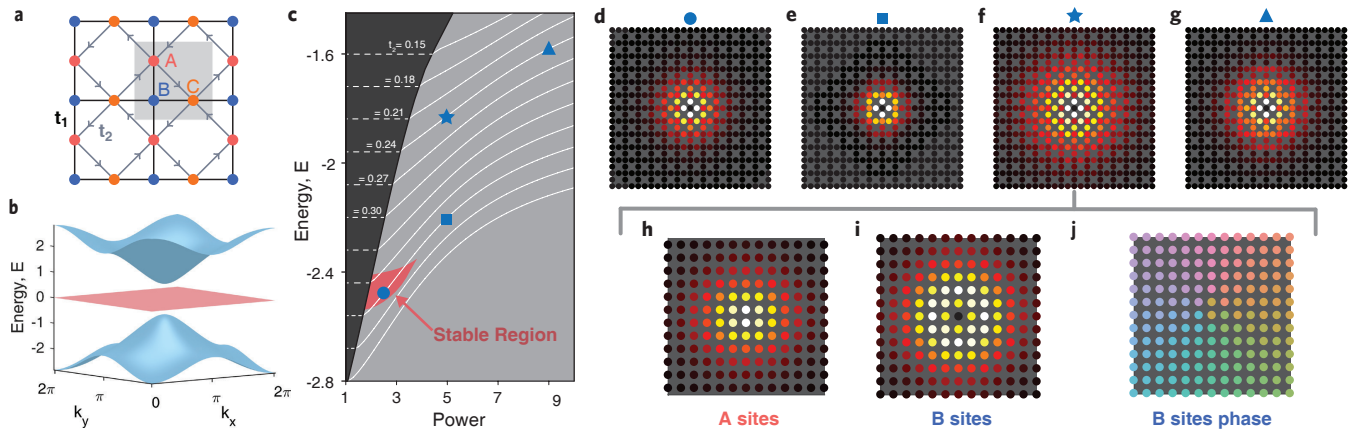 a
A
B
C
t1
t2
b
Energy, E
2
1
0
-1
-2
2π
π
0
π
2π
ky
kx
c
Energy, E
-1.6
-2
-2.4
-2.8
t2= 0.15
= 0.18
= 0.21
= 0.24
= 0.27
= 0.30
Stable Region
1
3
5
7
9
Power
d
e
f
g
h
i
j
A sites
B sites
B sites phase